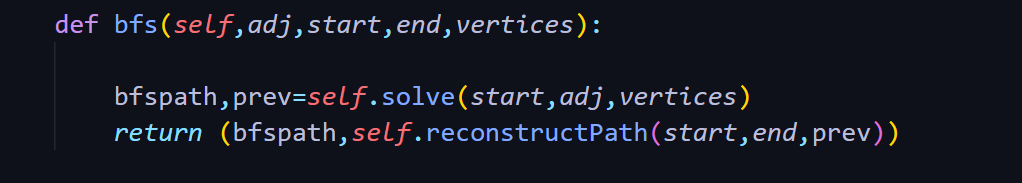 def bfs(self,adj,start,end,vertices):
bfspath,prev=self.solve(start,adj,vertices)
return (bfspath,self.reconstructPath(start,end,prev))